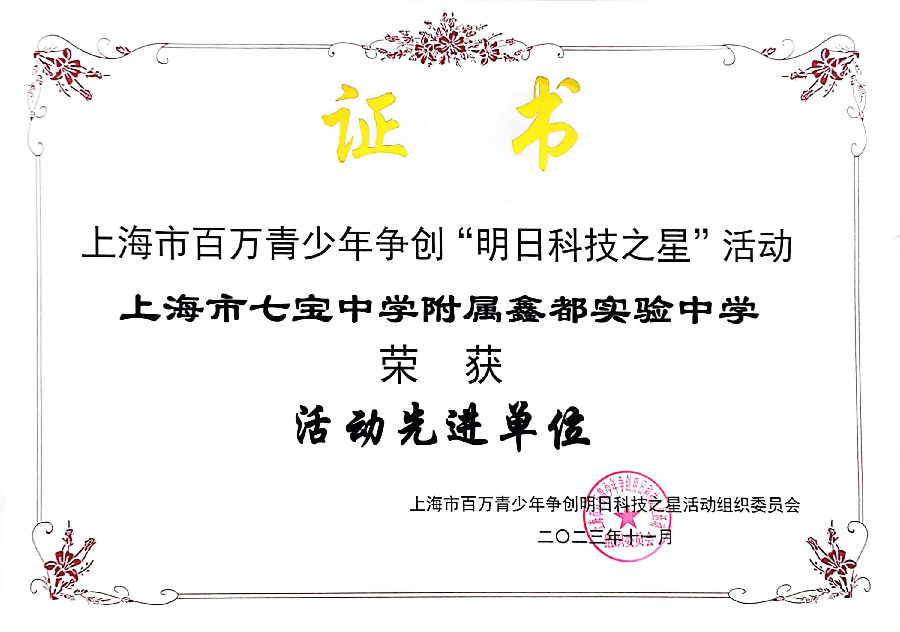 证书
上海市百万青少年争创“明日科技之星”活动
上海市七宝中学附属鑫都实验中学
荣获
活动先进单位
上海市百万青少年争创明日科技之星活动组织委员会
二〇二三年十一月